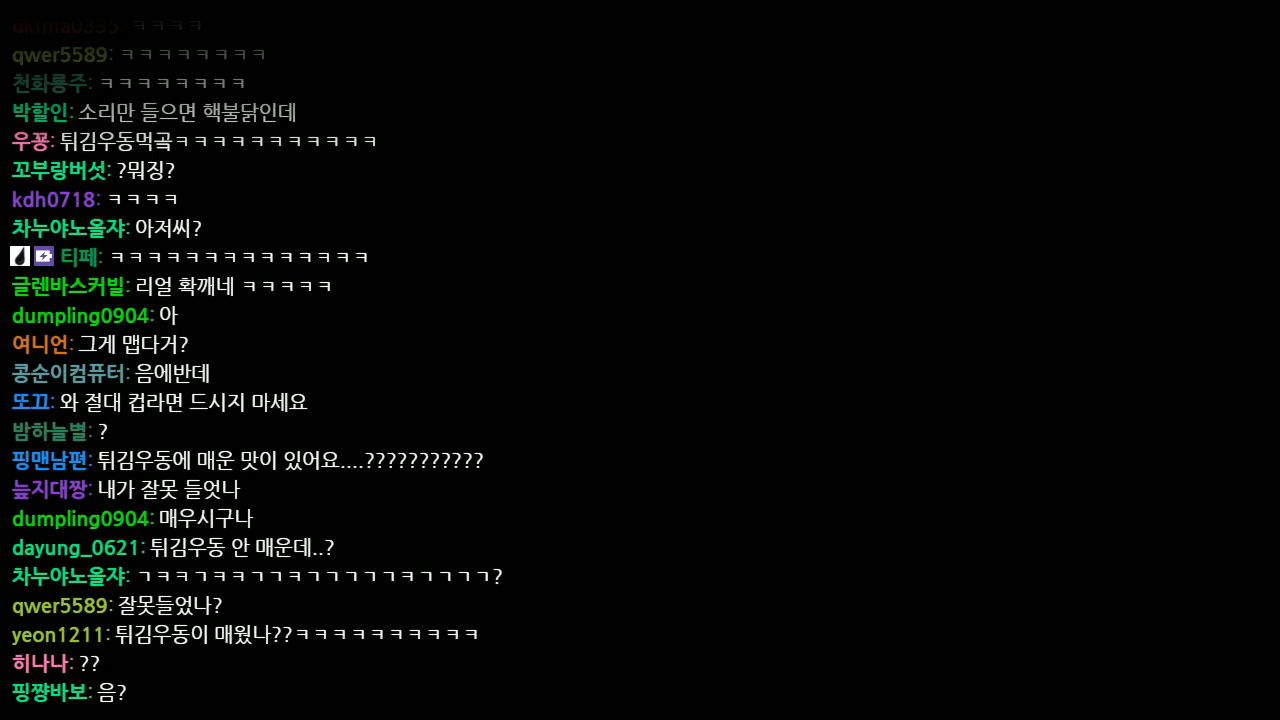 dkfma0335: ㅋㅋㅋㅋ
qwer5589: ㅋㅋㅋㅋㅋㅋㅋㅋ
천화룡주: ㅋㅋㅋㅋㅋㅋㅋㅋ
박할인: 소리만 들으면 핵불닭인데
우꽁: 튀김우동먹곸ㅋㅋㅋㅋㅋㅋㅋㅋㅋㅋㅋ
꼬부랑버섯: ?뭐징?
kdh0718: ㅋㅋㅋㅋ
차누야노올쟈: 아저씨?
티페: ㅋㅋㅋㅋㅋㅋㅋㅋㅋㅋㅋㅋㅋㅋ
글렌바스커빌: 리얼 확깨네 ㅋㅋㅋㅋㅋ
dumpling0904: 아
여니언: 그게 맵다거?
콩순이컴퓨터: 음에반데
또끄: 와 절대 컵라면 드시지 마세요
밤하늘별: ?
핑맨남편: 튀김우동에 매운 맛이 있어요....???????????
늪지대짱: 내가 잘못 들엇나
dumpling0904: 매우시구나
dayung_0621: 튀김우동 안 매운데..?
차누야노올쟈: ㄱㅋㅋㄱㅋㅋㄱㄱㅋㄱㄱㄱㄱㄱㅋㄱㄱㄱㄱ?
qwer5589: 잘못들었나?
yeon1211: 튀김우동이 매웠나??ㅋㅋㅋㅋㅋㅋㅋㅋㅋㅋ
히나나: ??
핑쨩바보: 음?